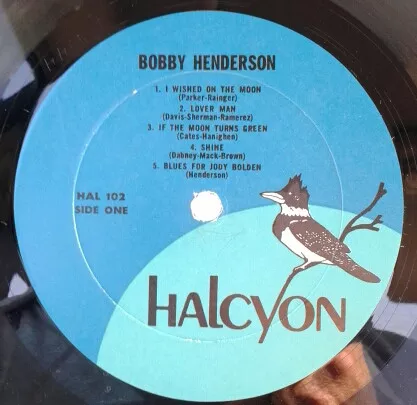 BOBBY HENDERSON
1. I WISHED ON THE MOON
(Parker-Rainger)
2. LOVER MAN
(Davis-Sherman-Ramerez)
3. IF THE MOON TURNS GREEN
(Cates-Hanighen)
4. SHINE
(Dabney-Mack-Brown)
5. BLUES FOR JODY BOLDEN
(Henderson)
HAL 102
SIDE ONE
HALCYON